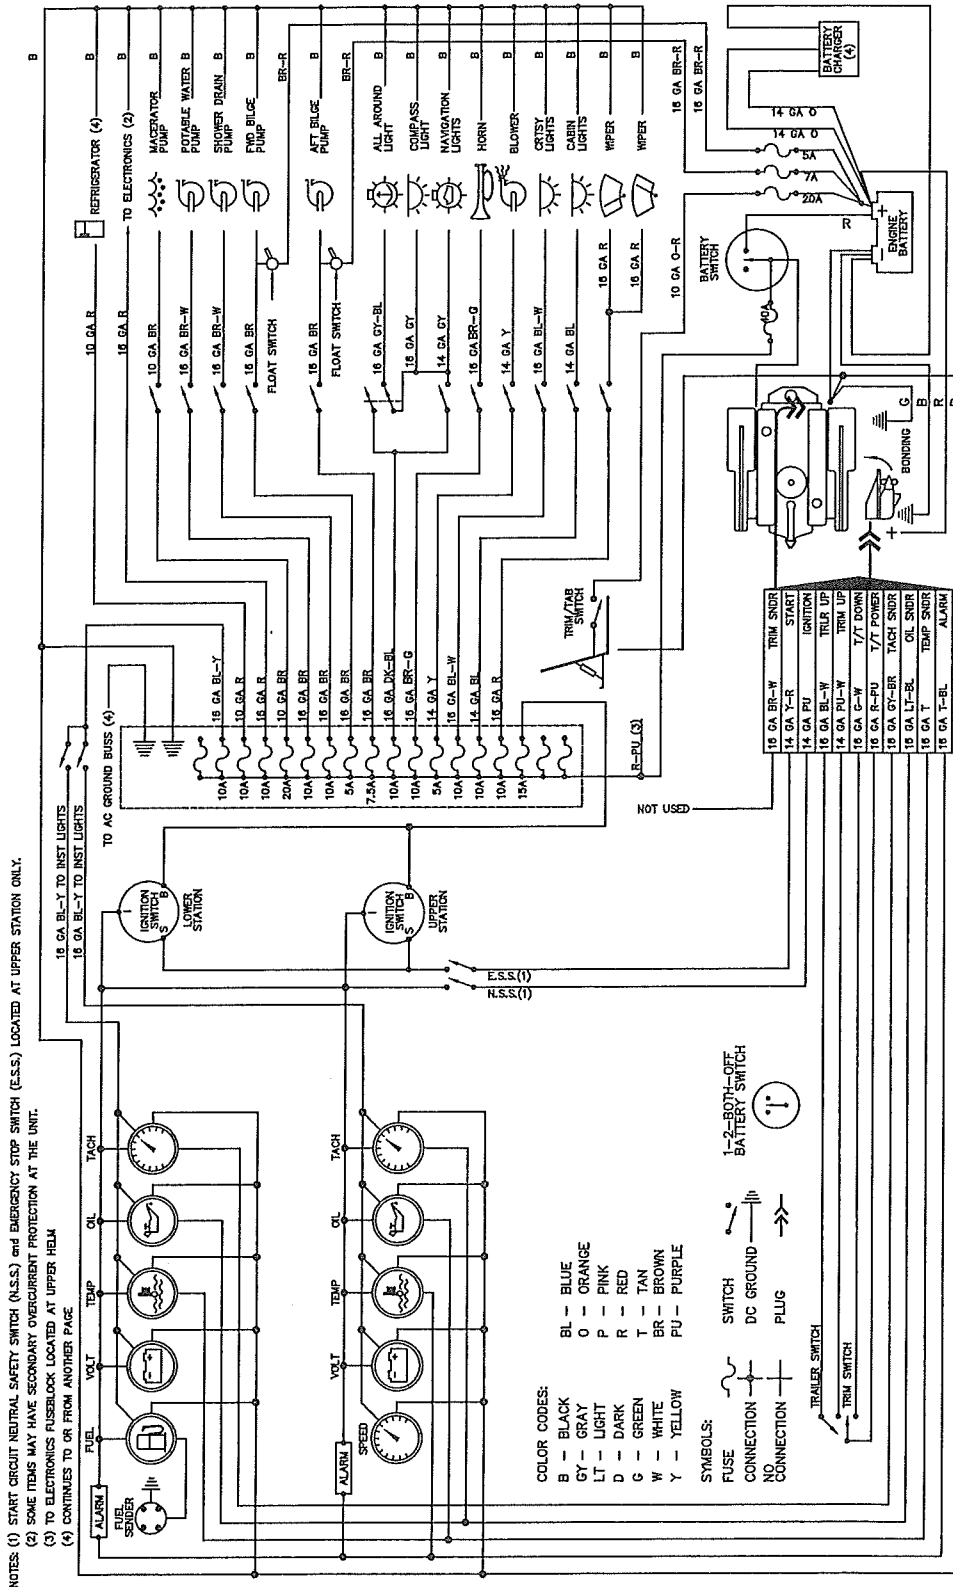 NOTES: (1) START CIRCUIT NEUTRAL SAFETY SWITCH (N.S.S.) and EMERGENCY STOP SWITCH (E.S.S.) LOCATED AT UPPER STATION ONLY.
(2) SOME ITEMS MAY HAVE SECONDARY OVERCURRENT PROTECTION AT THE UNIT.
(3) TO ELECTRONICS FUSEBLOCK LOCATED AT UPPER HELM
(4) CONTINUES TO OR FROM ANOTHER PAGE
ALARM
FUEL
VOLT
TEMP
OIL
TACH
FUEL
SENDER
ALARM
SPEED
VOLT
TEMP
OIL
TACH
16 GA BL-Y TO INST LIGHTS
16 GA BL-Y TO INST LIGHTS
TO AC GROUND BUSS (4)
IGNITION
SWITCH
I
B
S
LOWER
STATION
IGNITION
SWITCH
I
B
S
UPPER
STATION
E.S.S.(1)
N.S.S.(1)
10A
10A
10A
20A
10A
10A
5A
7.5A
10A
10A
5A
10A
10A
10A
15A
16 GA BL-Y
10 GA R
16 GA R
10 GA BR
16 GA BR
16 GA BR
16 GA BR
16 GA BR
16 GA DK-BL
16 GA BR-G
14 GA Y
16 GA BL-W
14 GA BL
16 GA R
R-PU (3)
B
B
REFRIGERATOR (4)
10 GA R
B
TO ELECTRONICS (2)
16 GA R
B
MACERATOR
PUMP
10 GA BR
B
POTABLE WATER
PUMP
16 GA BR-W
B
SHOWER DRAIN
PUMP
16 GA BR-W
B
FWD BILGE
PUMP
16 GA BR
FLOAT SWITCH
BR-R
B
AFT BILGE
PUMP
16 GA BR
FLOAT SWITCH
BR-R
B
ALL AROUND
LIGHT
16 GA GY-BL
B
COMPASS
LIGHT
16 GA GY
B
NAVIGATION
LIGHTS
14 GA GY
B
HORN
16 GA BR-G
B
BLOWER
14 GA Y
B
CRTSY
LIGHTS
16 GA BL-W
B
CABIN
LIGHTS
14 GA BL
B
WIPER
16 GA R
B
WIPER
16 GA R
16 GA BR-R
16 GA BR-R
10 GA O-R
BATTERY
CHARGER
(4)
14 GA O
14 GA O
5A
7A
20A
R
+
-
ENGINE
BATTERY
BATTERY
SWITCH
40A
TRIM/TAB
SWITCH
G
B
R
BONDING
+
NOT USED
16 GA BR-W TRIM SNDR
14 GA Y-R START
14 GA PU IGNITION
16 GA BL-W TRLR UP
14 GA PU-W TRIM UP
16 GA G-W T/T DOWN
16 GA R-PU T/T POWER
16 GA GY-BR TACH SNDR
16 GA LT-BL OIL SNDR
16 GA T TEMP SNDR
16 GA T-BL ALARM
COLOR CODES:
B - BLACK BL - BLUE
GY - GRAY O - ORANGE
LT - LIGHT P - PINK
D - DARK R - RED
G - GREEN T - TAN
W - WHITE BR - BROWN
Y - YELLOW PU - PURPLE
SYMBOLS:
FUSE
CONNECTION
NO
CONNECTION
SWITCH
DC GROUND
PLUG
1-2-BOTH-OFF
BATTERY SWITCH
TRAILER SWITCH
TRIM SWITCH